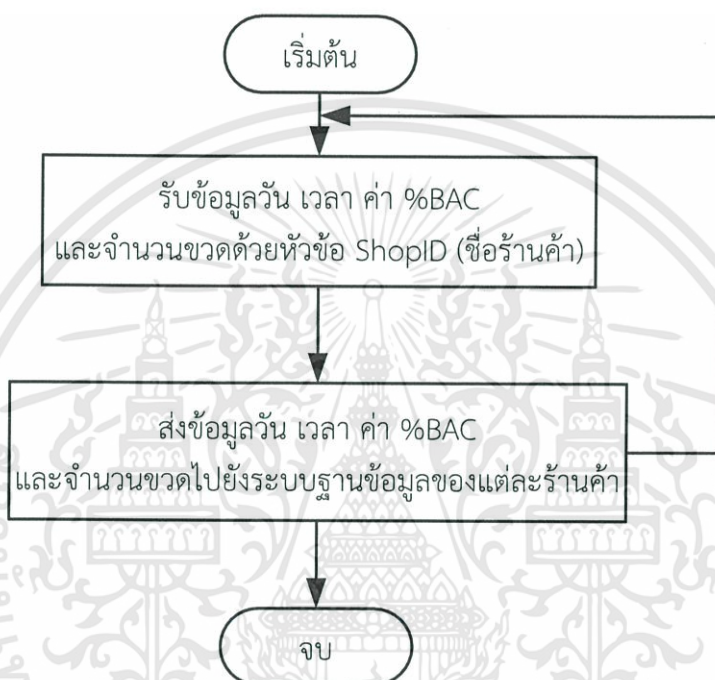 เริ่มต้น
รับข้อมูลวัน เวลา ค่า %BAC
และจำนวนขวดด้วยหัวข้อ ShopID (ชื่อร้านค้า)
ส่งข้อมูลวัน เวลา ค่า %BAC
และจำนวนขวดไปยังระบบฐานข้อมูลของแต่ละร้านค้า
จบ